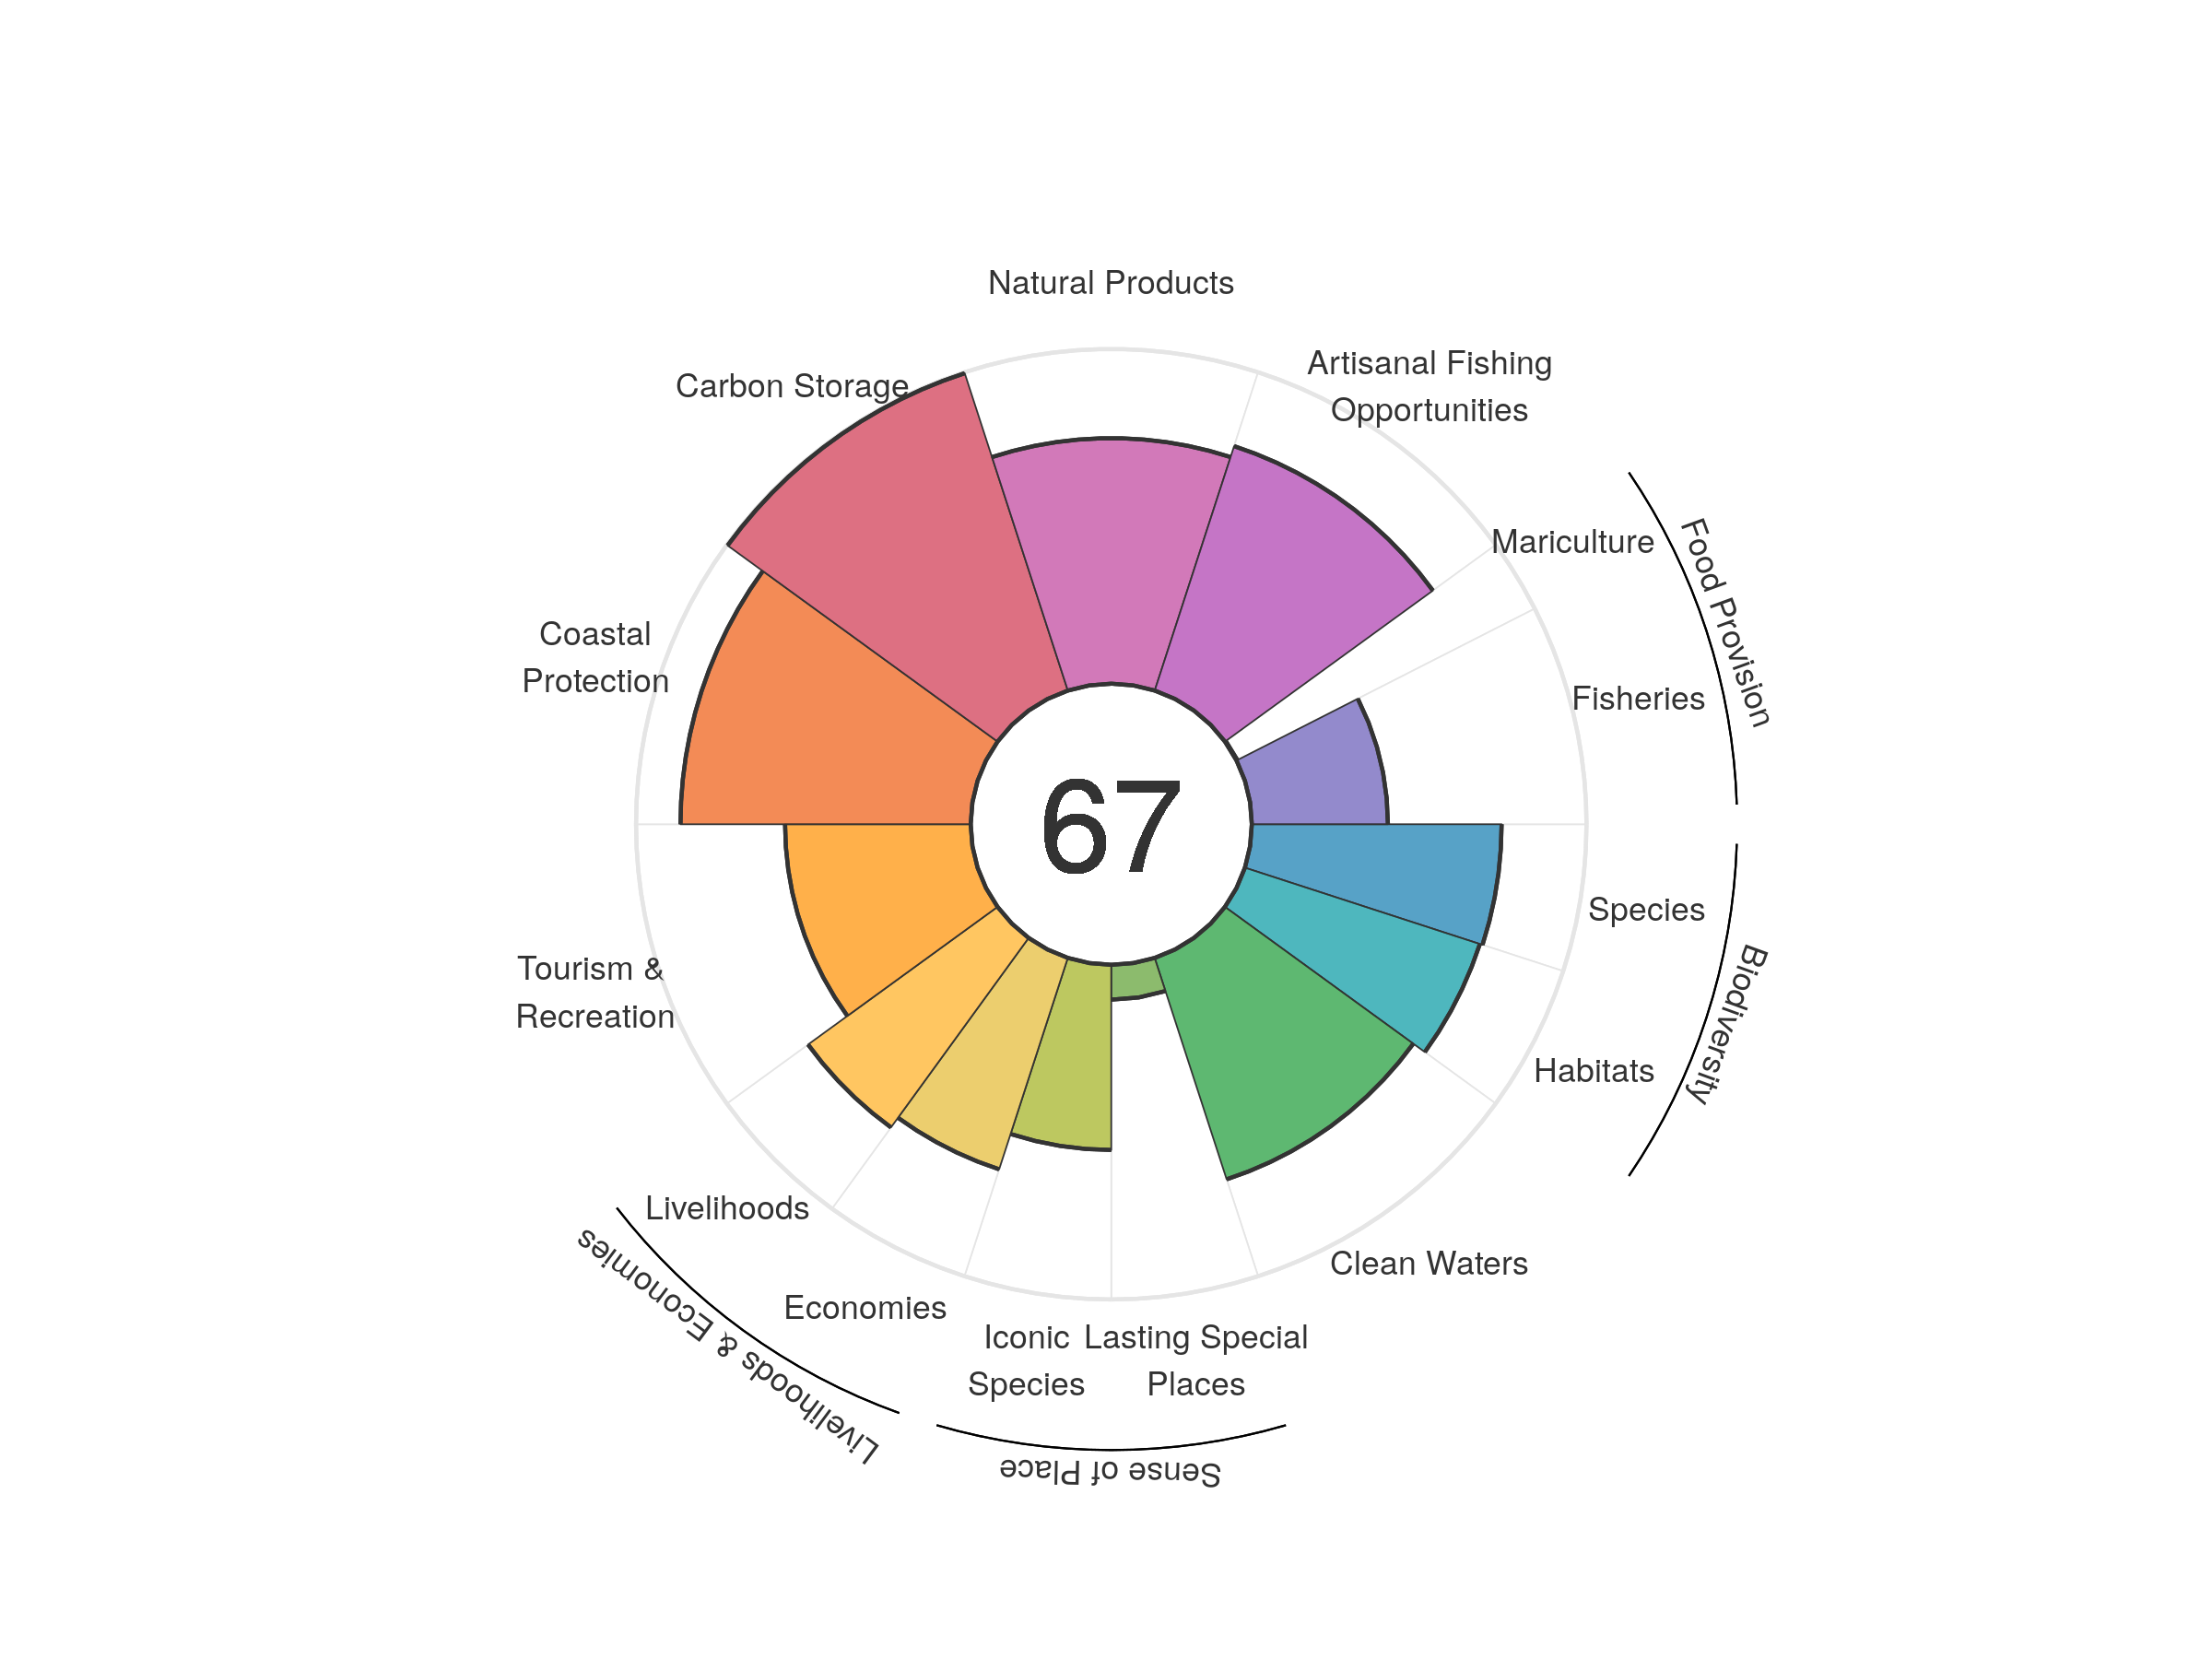 Natural Products
Artisanal Fishing
Opportunities
Carbon Storage
Mariculture
Food Provision
Coastal
Protection
Fisheries
67
Species
Biodiversity
Tourism &
Recreation
Habitats
Livelihoods
Clean Waters
Economies
Livelihoods & Economies
Iconic
Species
Lasting Special
Places
Sense of Place